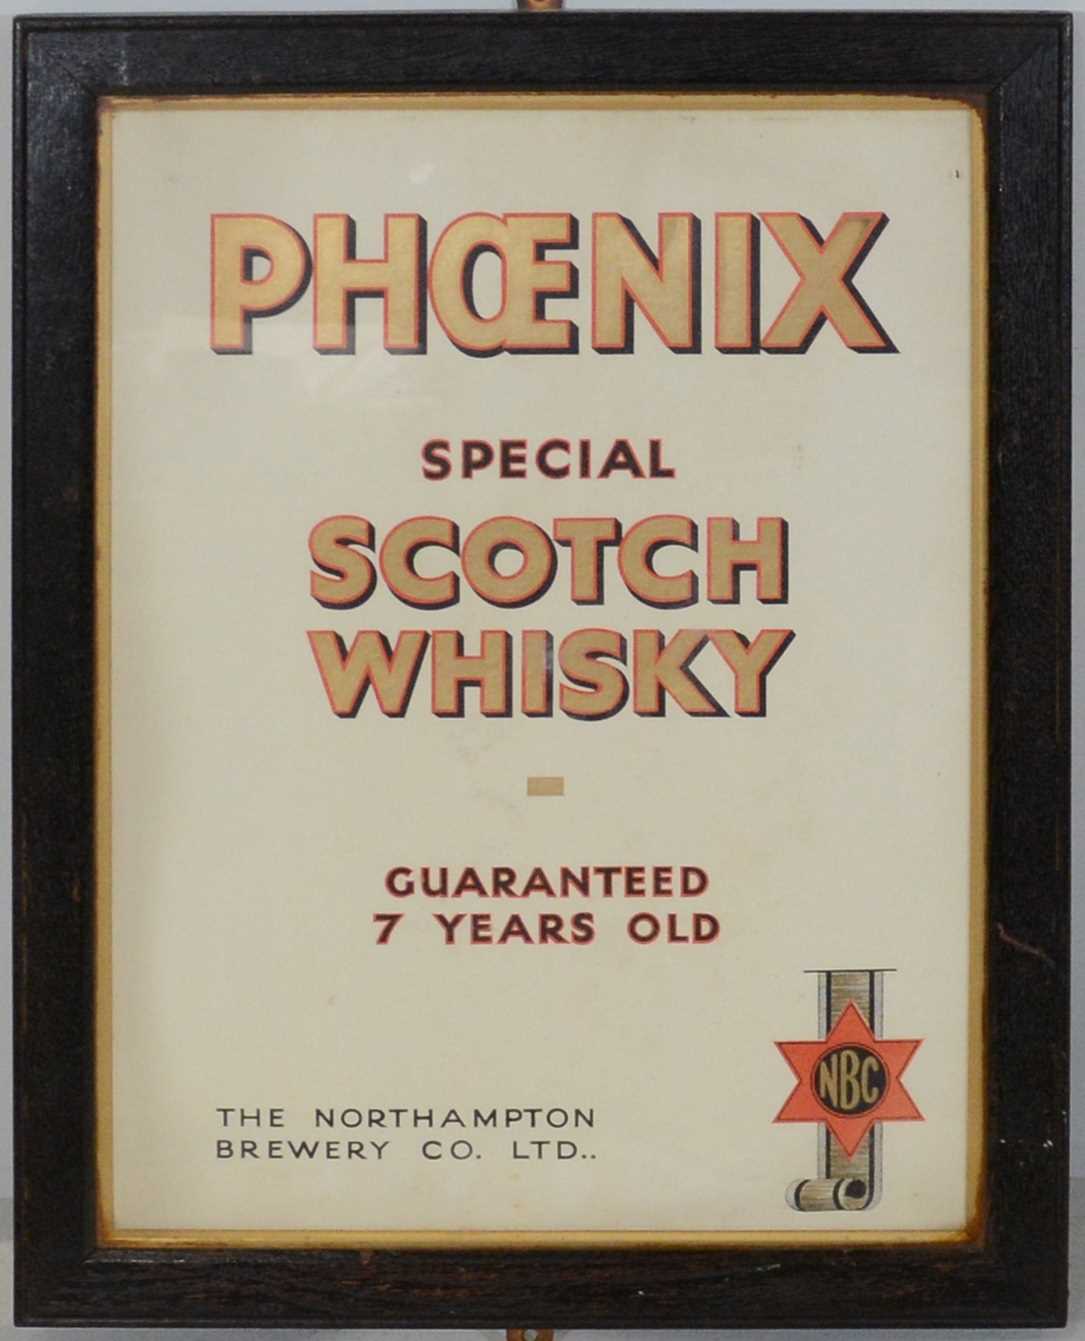 PHŒNIX
SPECIAL
SCOTCH
WHISKY
GUARANTEED
7 YEARS OLD
NBC
THE NORTHAMPTON
BREWERY CO. LTD..